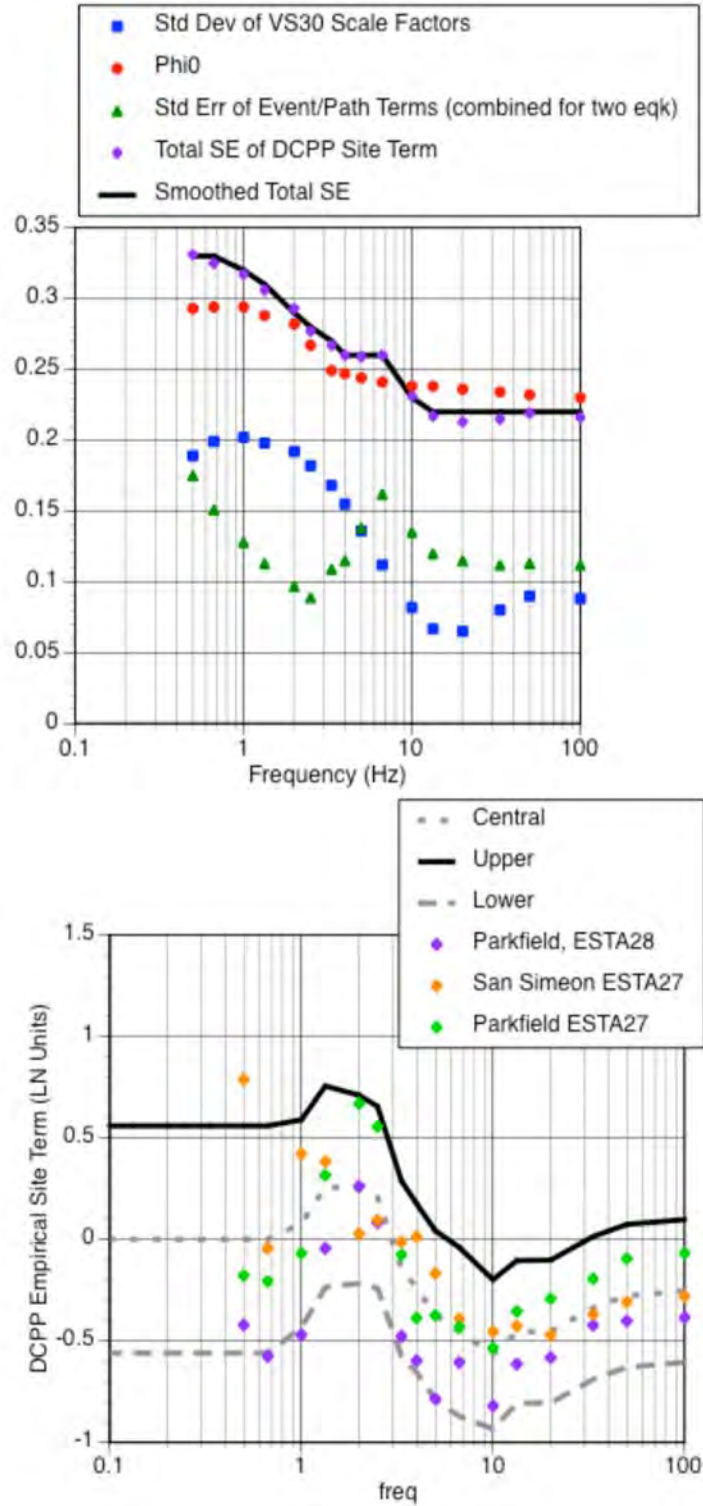 Std Dev of VS30 Scale Factors
Phi0
Std Err of Event/Path Terms (combined for two eqk)
Total SE of DCPP Site Term
Smoothed Total SE
0.35
0.3
0.25
0.2
0.15
0.1
0.05
0
0.1 1 10 100
Frequency (Hz)
Central
Upper
Lower
Parkfield, ESTA28
San Simeon ESTA27
Parkfield ESTA27
DCPP Empirical Site Term (LN Units)
1.5
1
0.5
0
-0.5
-1
0.1 1 10 100
freq